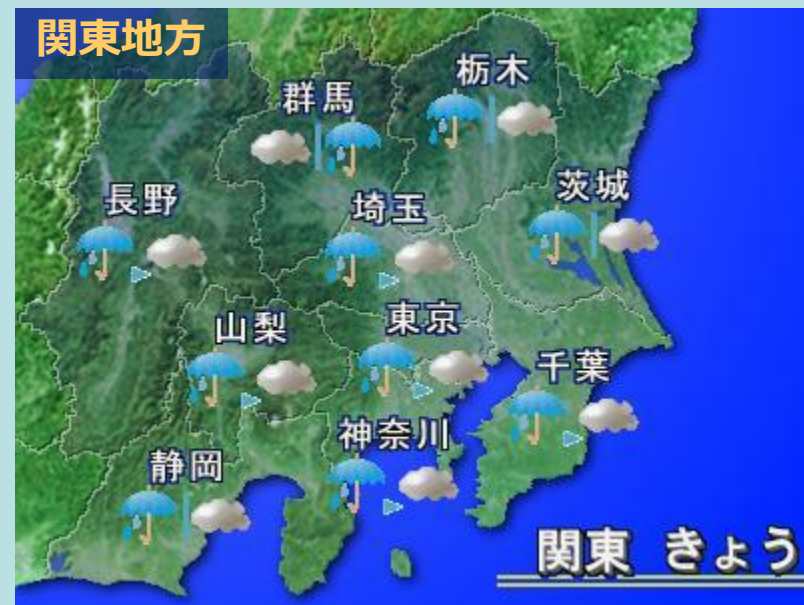 関東地方
栃木
群馬
茨城
長野
埼玉
東京
山梨
千葉
神奈川
静岡
関東 きょう